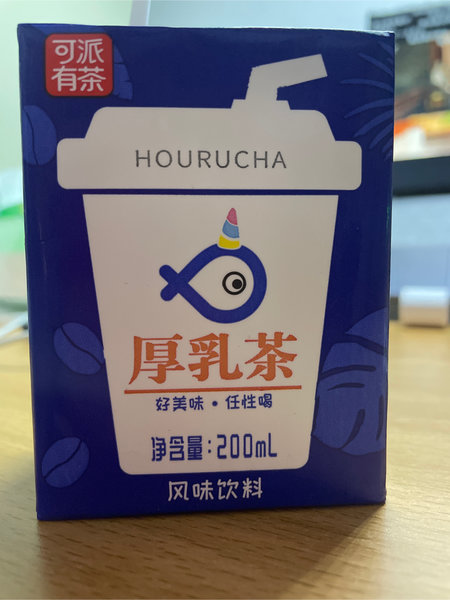 可派
有茶
HOURUCHA
厚乳茶
好美味·任性喝
净含量:200mL
风味饮料